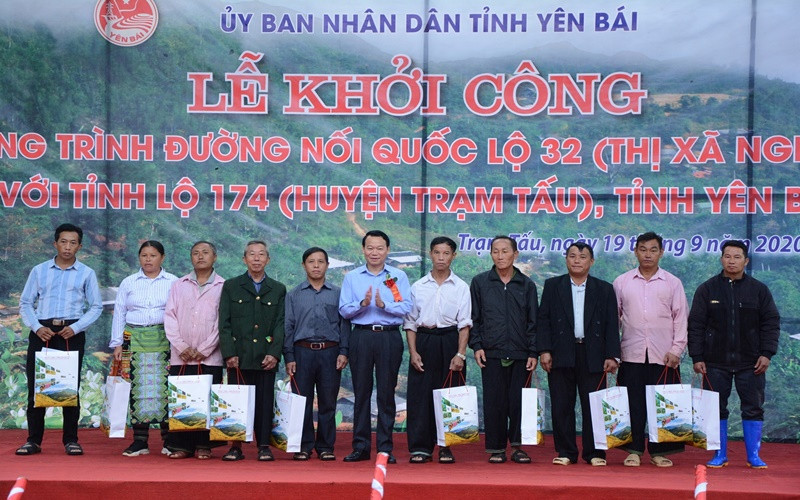 YÊN BÁI
ỦY BAN NHÂN DÂN TỈNH YÊN BÁI
LỄ KHỞI CÔNG
NG TRÌNH ĐƯỜNG NỐI QUỐC LỘ 32 (THỊ XÃ NGH
VỚI TỈNH LỘ 174 (HUYỆN TRẠM TẤU), TỈNH YÊN B
Trạm Tấu, ngày 19 tháng 9 năm 2020